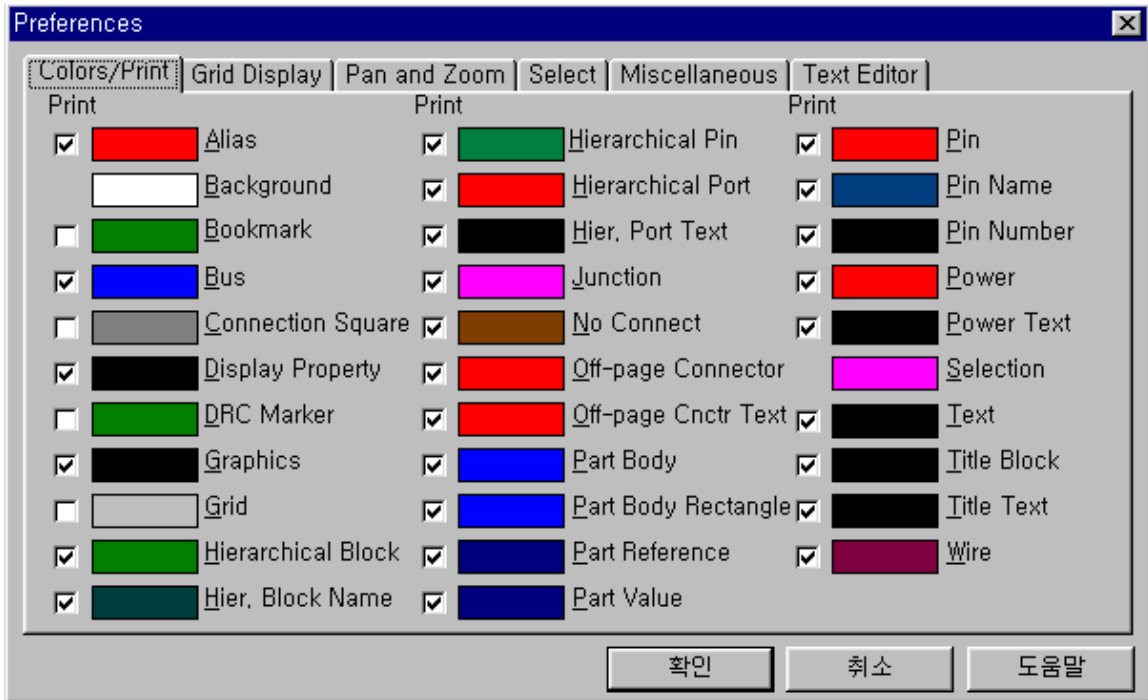 Preferences
Colors/Print Grid Display Pan and Zoom Select Miscellaneous Text Editor
Print Print Print
Alias Hierarchical Pin Pin
Background Hierarchical Port Pin Name
Bookmark Hier, Port Text Pin Number
Bus Junction Power
Connection Square No Connect Power Text
Display Property Off-page Connector Selection
DRC Marker Off-page Cnctr Text Text
Graphics Part Body Title Block
Grid Part Body Rectangle Title Text
Hierarchical Block Part Reference Wire
Hier, Block Name Part Value
확인 취소 도움말